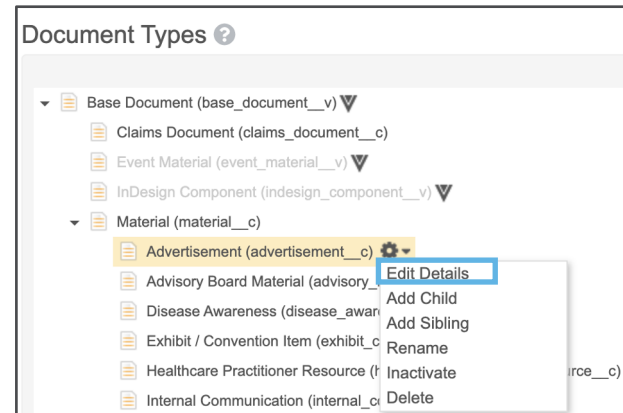 Document Types ?
Base Document (base_document__v)
Claims Document (claims_document__c)
Event Material (event_material__v)
InDesign Component (indesign_component__v)
Material (material__c)
Advertisement (advertisement__c)
Edit Details
Advisory Board Material (advisory_
Add Child
Disease Awareness (disease_awar
Add Sibling
Exhibit / Convention Item (exhibit_c
Rename
Healthcare Practitioner Resource (h
Inactivate
rce__c)
Internal Communication (internal_co
Delete